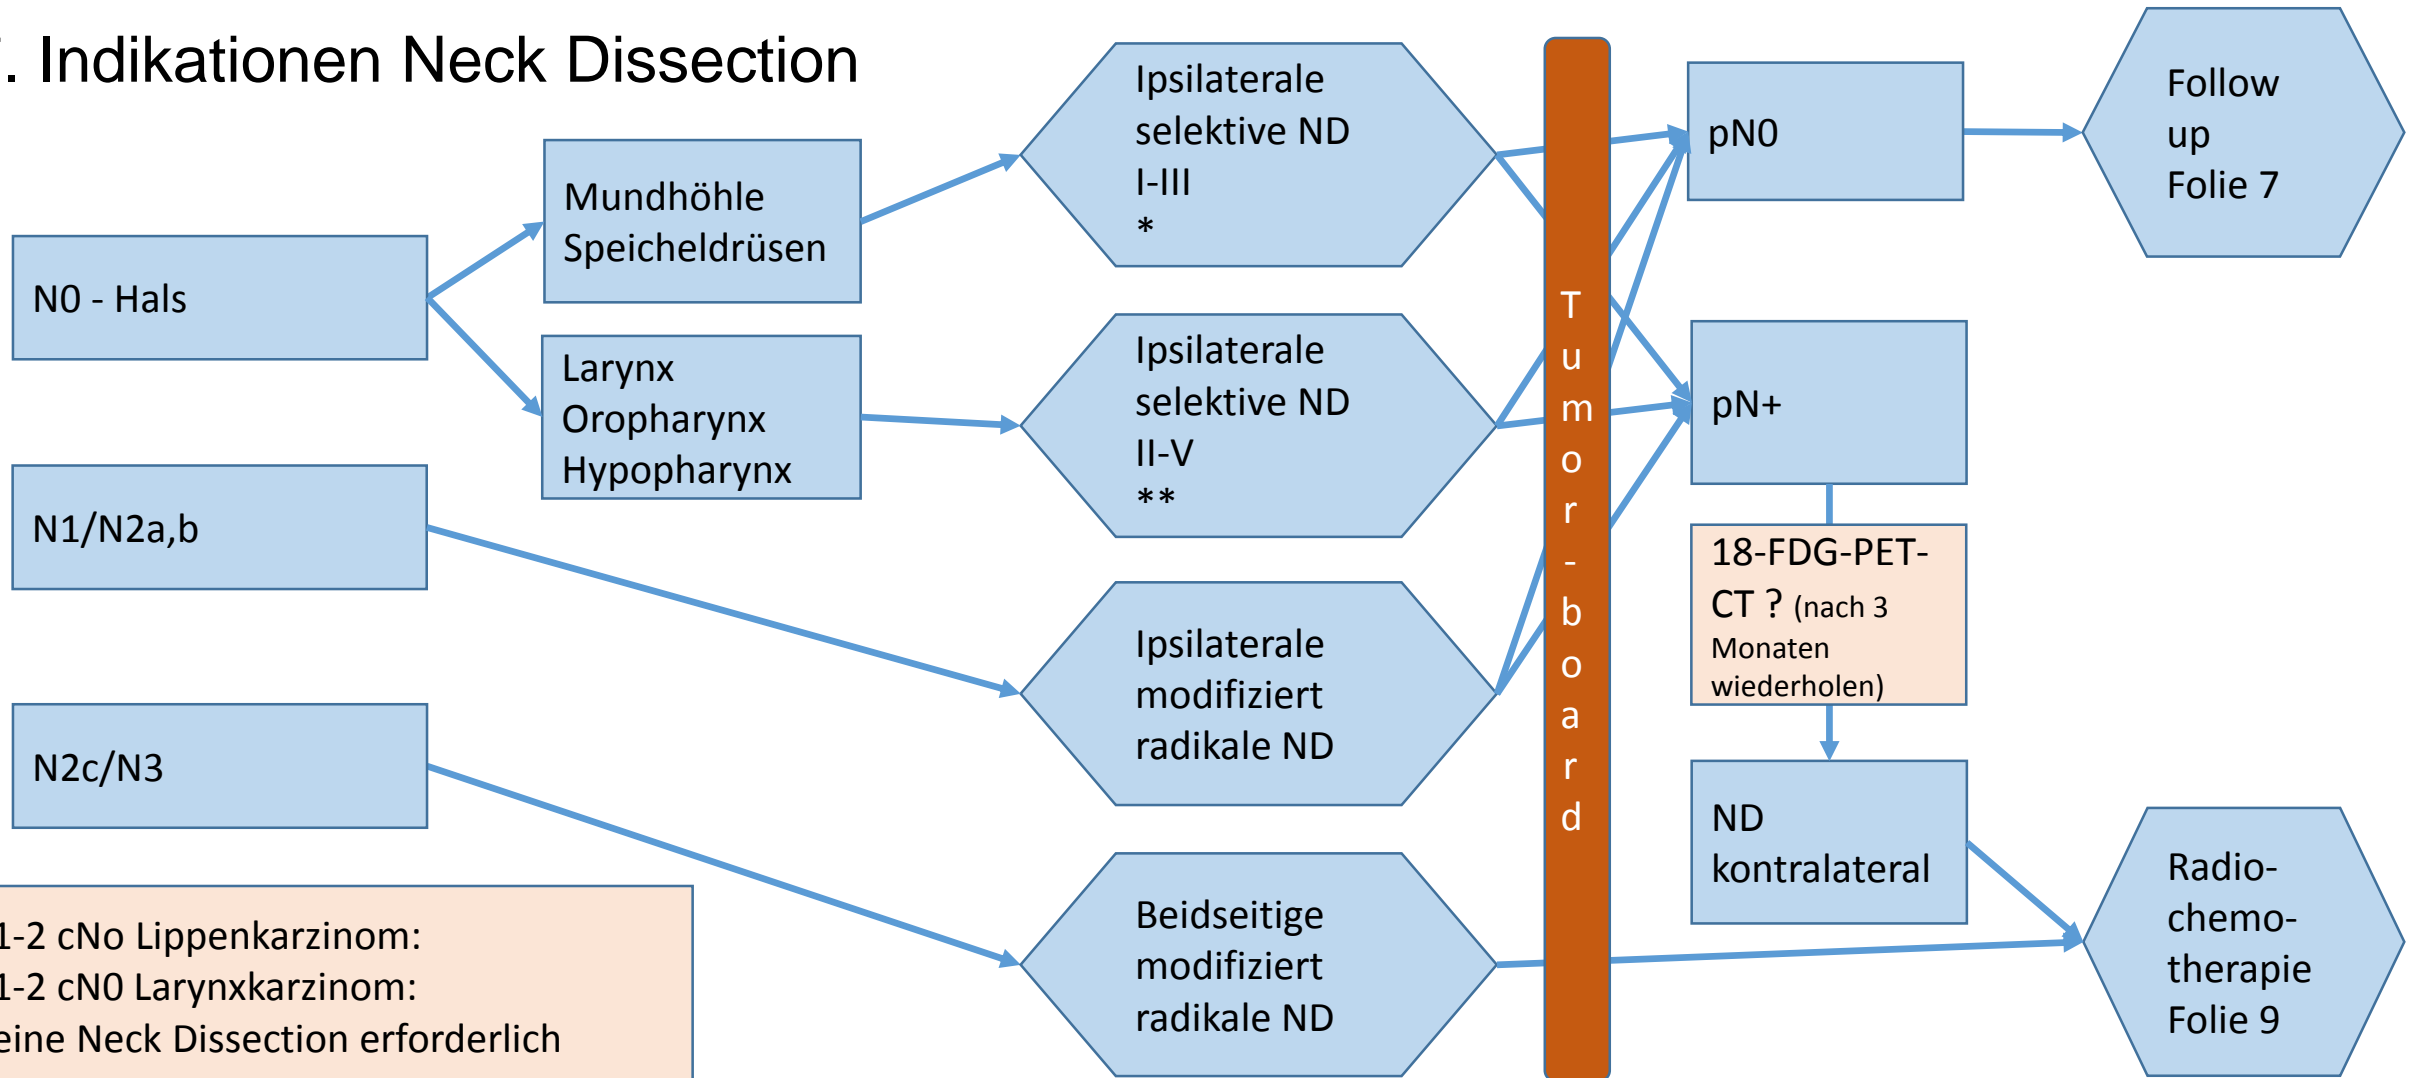 . Indikationen Neck Dissection
N0 - Hals
N1/N2a,b
N2c/N3
Mundhöhle
Speicheldrüsen
Larynx
Oropharynx
Hypopharynx
Ipsilaterale
selektive ND
I-III
*
Ipsilaterale
selektive ND
II-V
**
Ipsilaterale
modifiziert
radikale ND
Beidseitige
modifiziert
radikale ND
T
u
m
o
r
-
b
o
a
r
d
pN0
pN+
18-FDG-PET-
CT ? (nach 3
Monaten
wiederholen)
ND
kontralateral
Follow
up
Folie 7
Radio-
chemo-
therapie
Folie 9
1-2 cNo Lippenkarzinom:
1-2 cN0 Larynxkarzinom:
eine Neck Dissection erforderlich